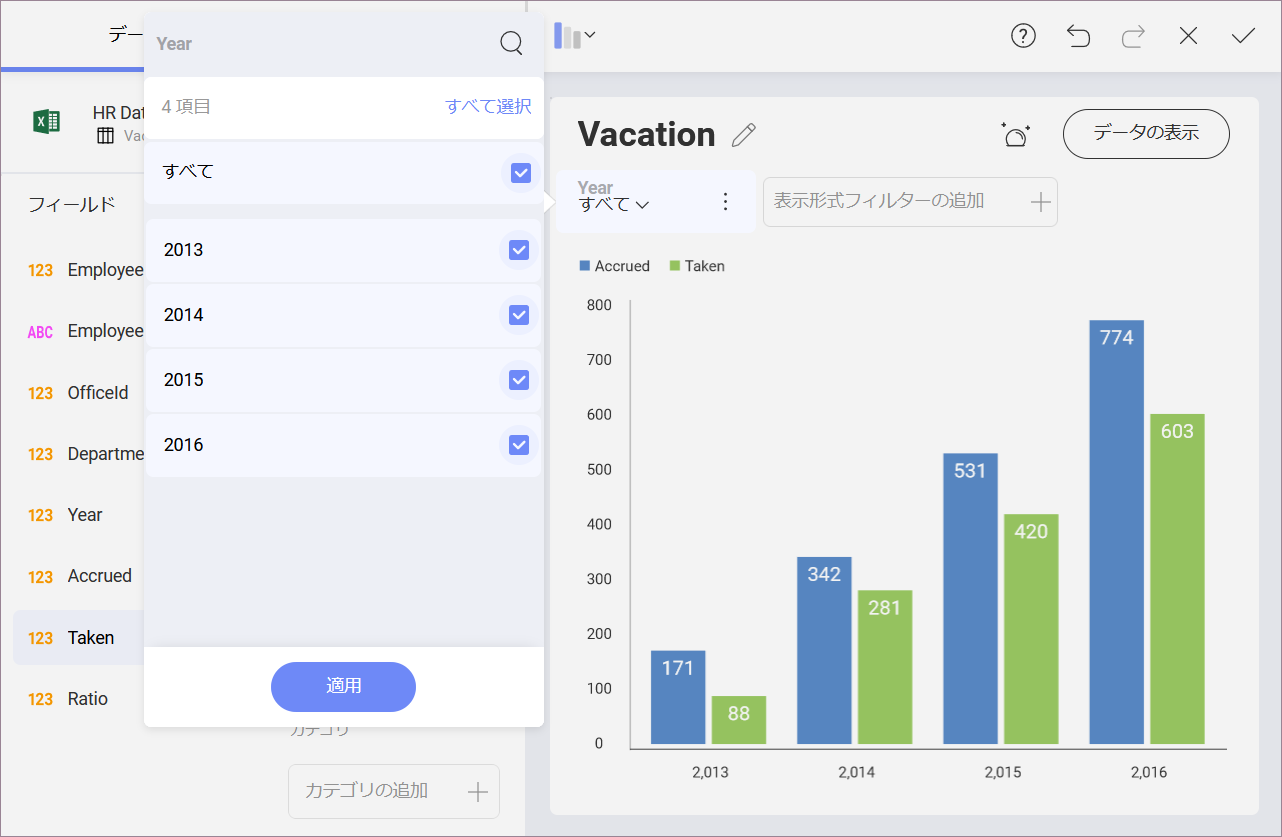 デー
HR Dat
Vac
フィールド
123 Employee
ABC Employee
123 OfficeId
123 Departme
123 Year
123 Accrued
123 Taken
123 Ratio
Year
4 項目
すべて選択
すべて
2013
2014
2015
2016
適用
カテゴリ
カテゴリの追加
Vacation
データの表示
Year
すべて
表示形式フィルターの追加
Accrued
Taken
800
700
600
500
400
300
200
100
0
171
88
342
281
531
420
774
603
2,013
2,014
2,015
2,016